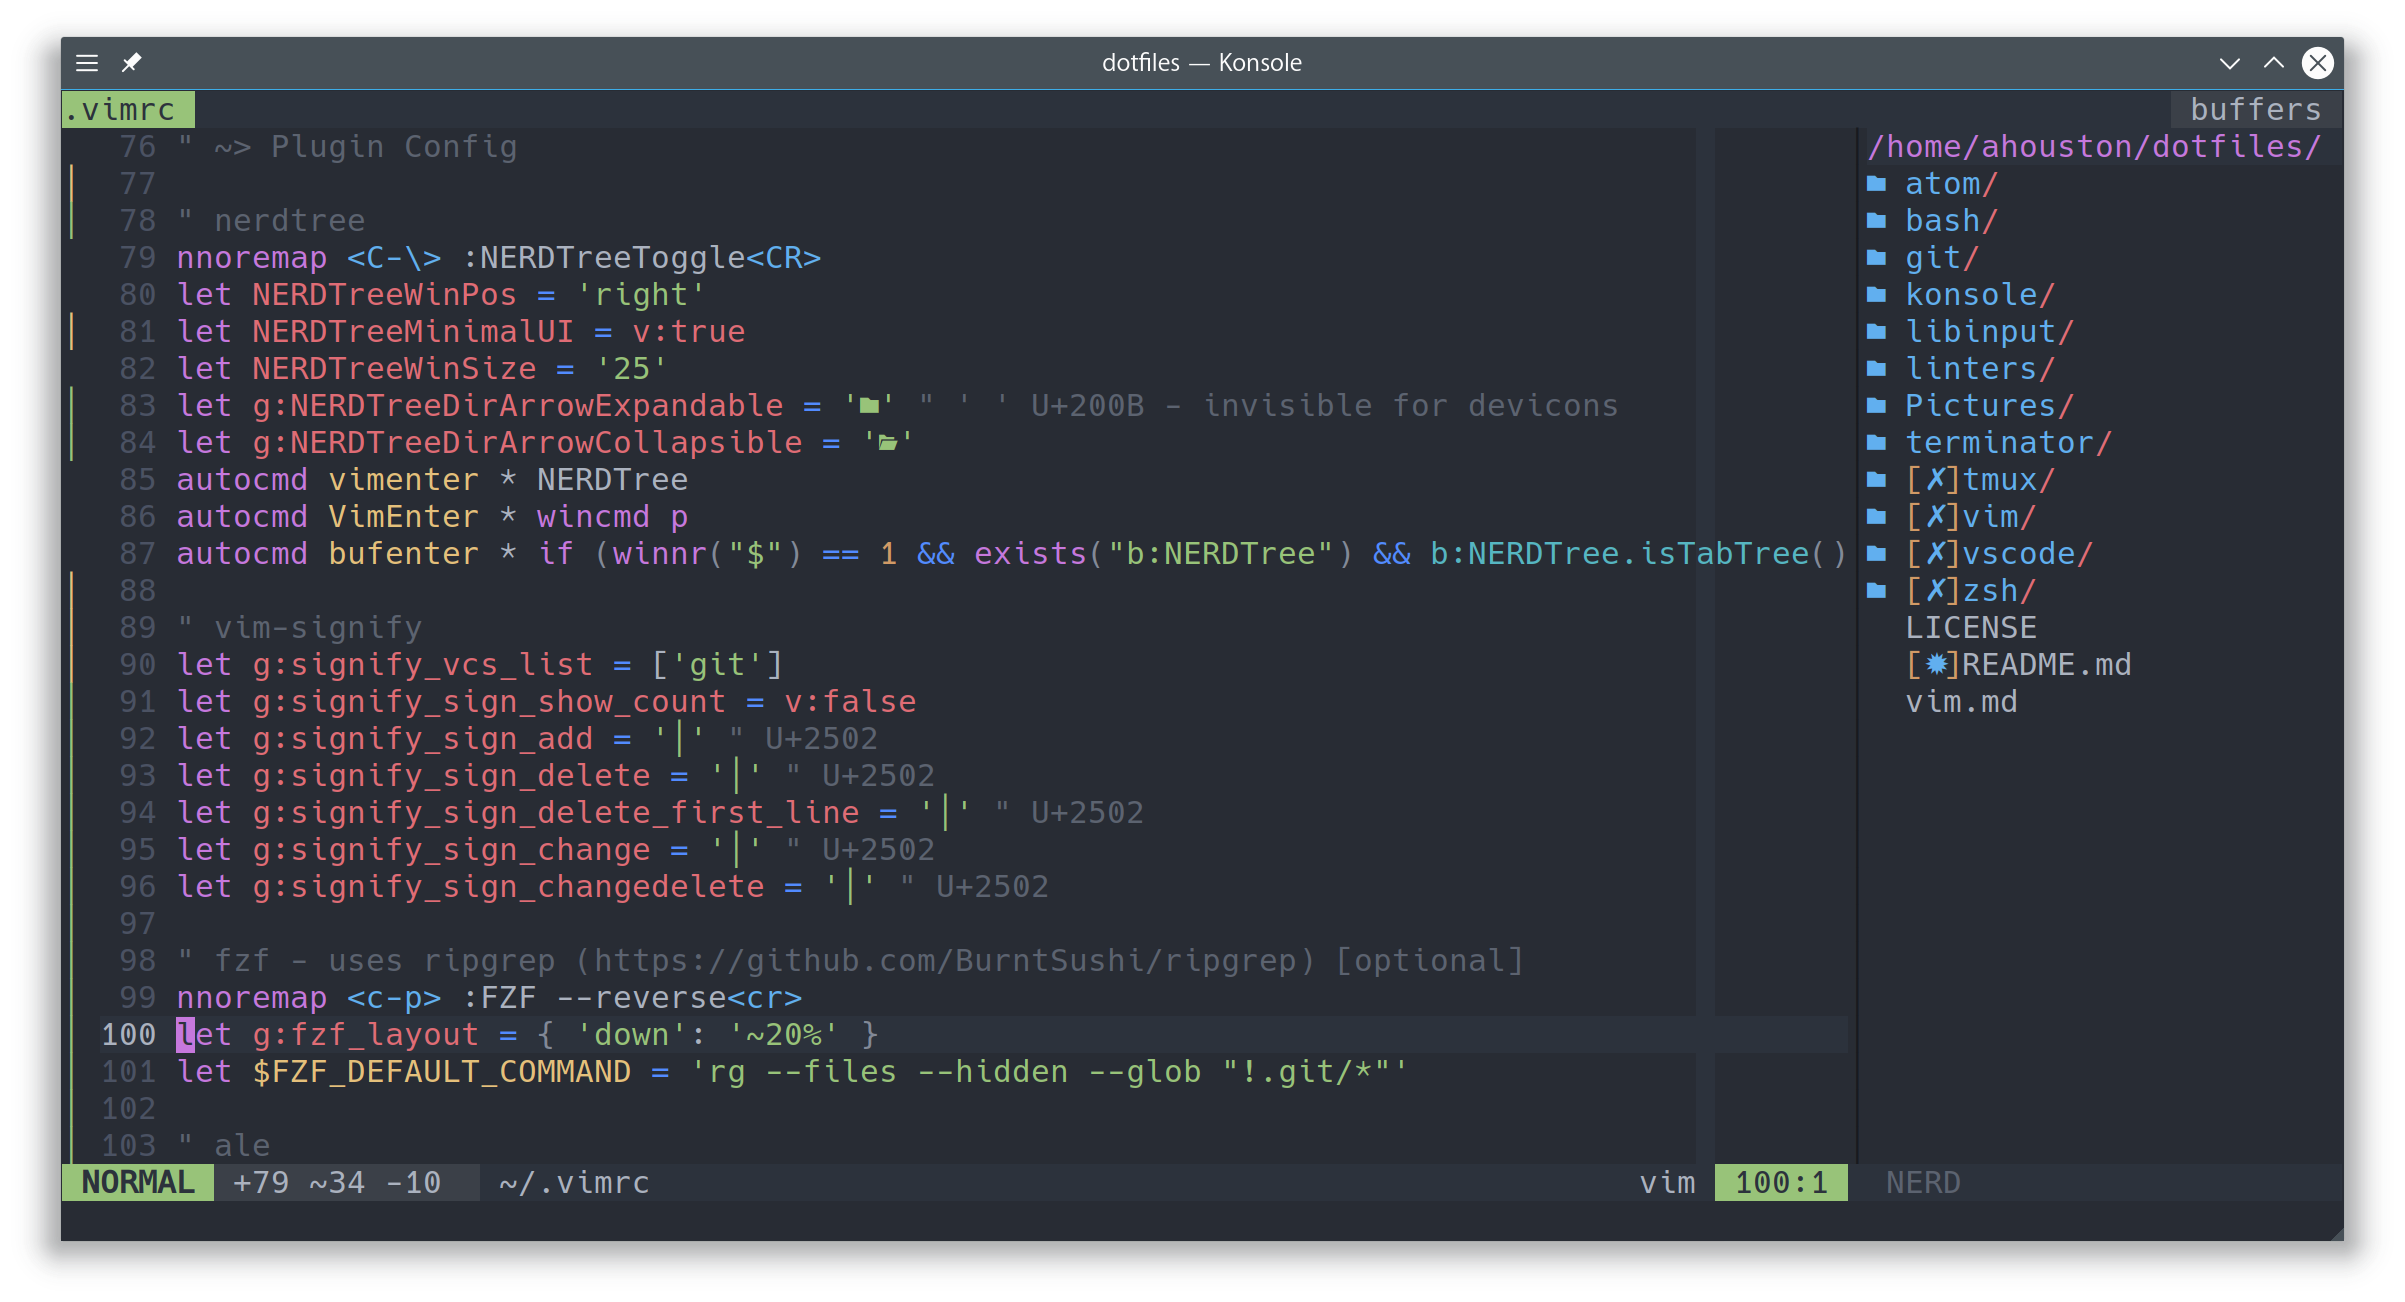 dotfiles — Konsole
.vimrc
buffers
76 " ~> Plugin Config
77
78 " nerdtree
79 nnoremap <C-\> :NERDTreeToggle<CR>
80 let NERDTreeWinPos = 'right'
81 let NERDTreeMinimalUI = v:true
82 let NERDTreeWinSize = '25'
83 let g:NERDTreeDirArrowExpandable = '' " ' ' U+200B - invisible for devicons
84 let g:NERDTreeDirArrowCollapsible = ''
85 autocmd vimenter * NERDTree
86 autocmd VimEnter * wincmd p
87 autocmd bufenter * if (winnr("$") == 1 && exists("b:NERDTree") && b:NERDTree.isTabTree()
88
89 " vim-signify
90 let g:signify_vcs_list = ['git']
91 let g:signify_sign_show_count = v:false
92 let g:signify_sign_add = '│' " U+2502
93 let g:signify_sign_delete = '│' " U+2502
94 let g:signify_sign_delete_first_line = '│' " U+2502
95 let g:signify_sign_change = '│' " U+2502
96 let g:signify_sign_changedelete = '│' " U+2502
97
98 " fzf - uses ripgrep (https://github.com/BurntSushi/ripgrep) [optional]
99 nnoremap <c-p> :FZF --reverse<cr>
100 let g:fzf_layout = { 'down': '~20%' }
101 let $FZF_DEFAULT_COMMAND = 'rg --files --hidden --glob "!.git/*"'
102
103 " ale
/home/ahouston/dotfiles/
atom/
bash/
git/
konsole/
libinput/
linters/
Pictures/
terminator/
[✗]tmux/
[✗]vim/
[✗]vscode/
[✗]zsh/
LICENSE
[✹]README.md
vim.md
NORMAL +79 ~34 -10 ~/.vimrc vim 100:1 NERD